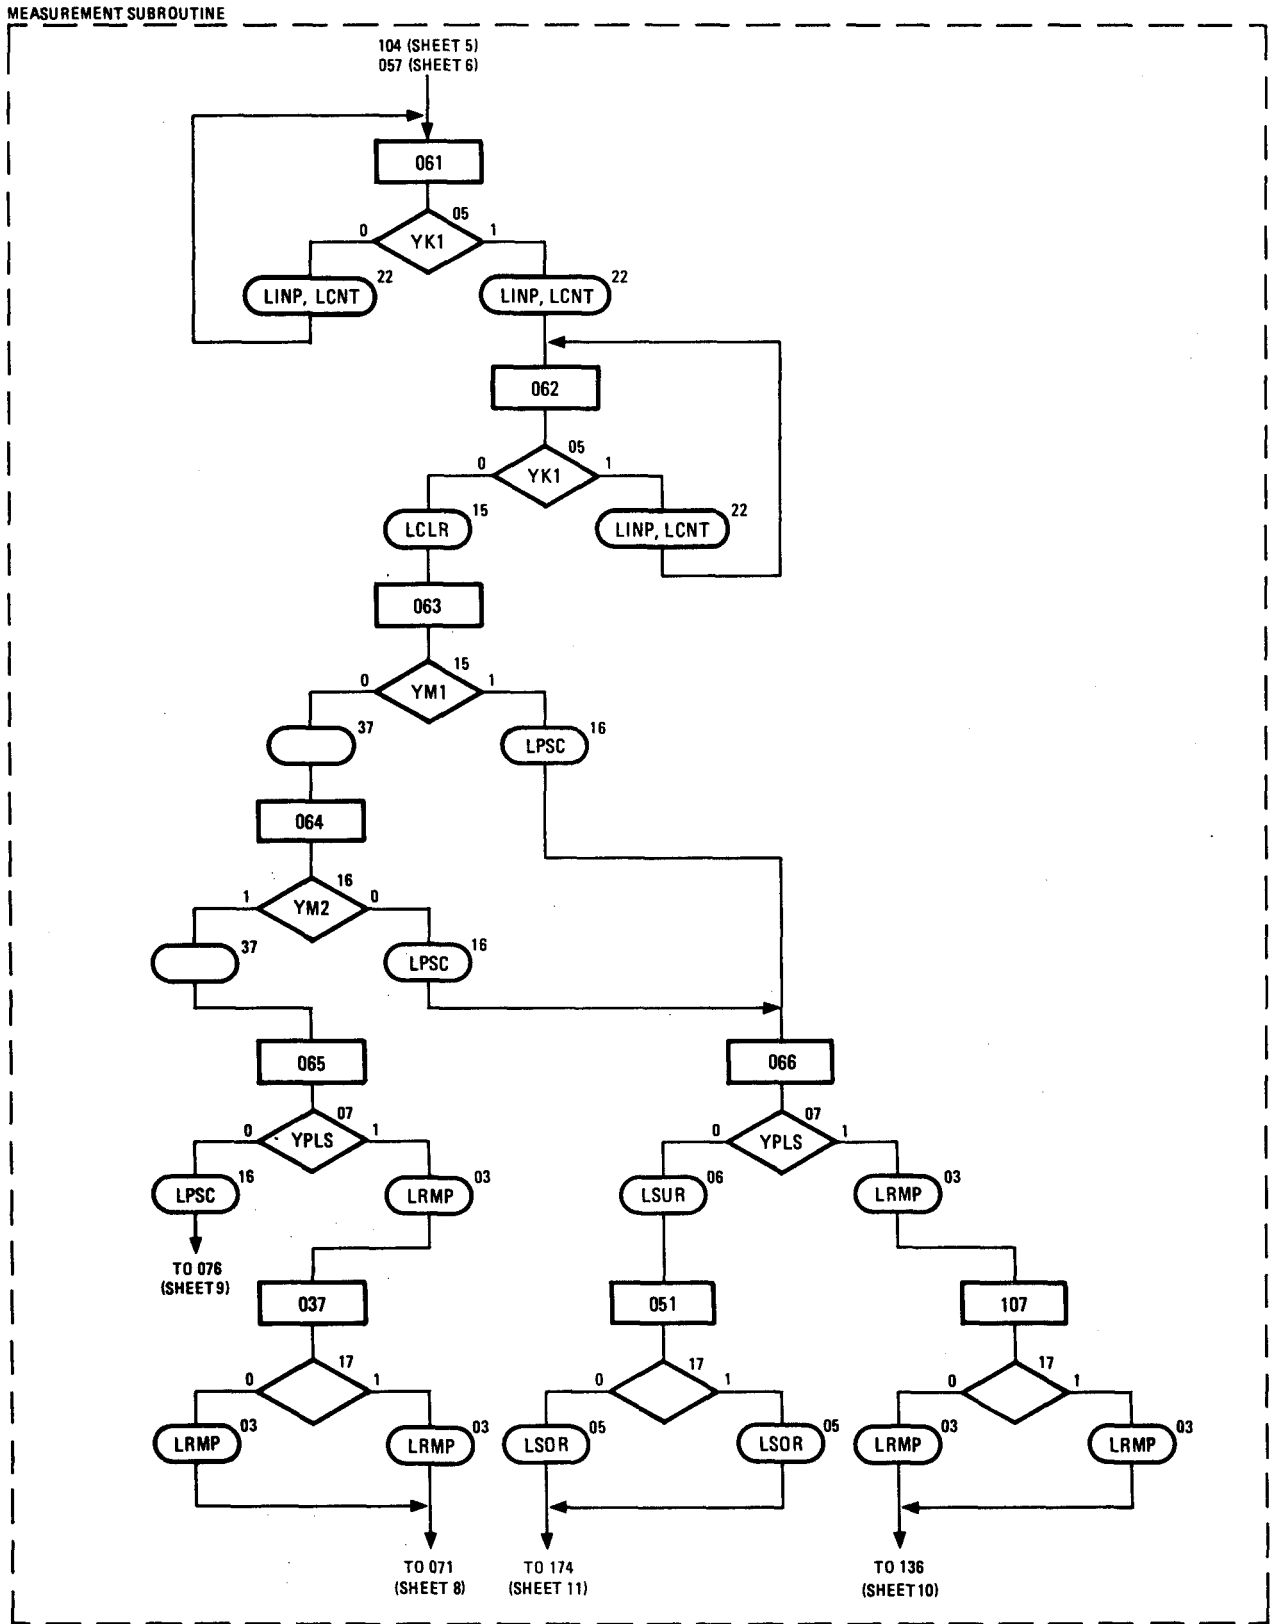 MEASUREMENT SUBROUTINE
104 (SHEET 5)
057 (SHEET 6)
061
05
0 YK1 1
22
LINP, LCNT
22
LINP, LCNT
062
05
0 YK1 1
15
LCLR
22
LINP, LCNT
063
15
0 YM1 1
37
16
LPSC
064
16
1 YM2 0
37
16
LPSC
065
066
07
0 YPLS 1
07
0 YPLS 1
16
LPSC
03
LRMP
06
LSUR
03
LRMP
TO 076
(SHEET 9)
037
051
107
17
0 1
17
0 1
17
0 1
03
LRMP
03
LRMP
05
LSOR
05
LSOR
03
LRMP
03
LRMP
TO 071
(SHEET 8)
TO 174
(SHEET 11)
TO 136
(SHEET 10)